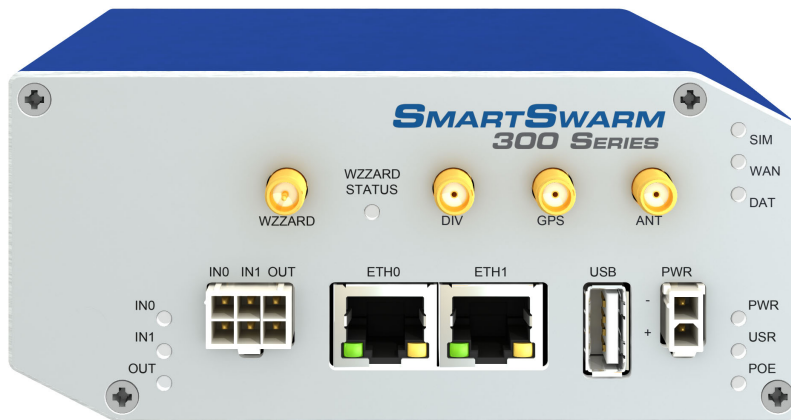 SMARTSWARM
300 SERIES
SIM
WAN
DAT
WZZARD
STATUS
WZZARD
DIV
GPS
ANT
IN0 IN1 OUT
ETH0
ETH1
USB
PWR
-
+
IN0
IN1
OUT
PWR
USR
POE